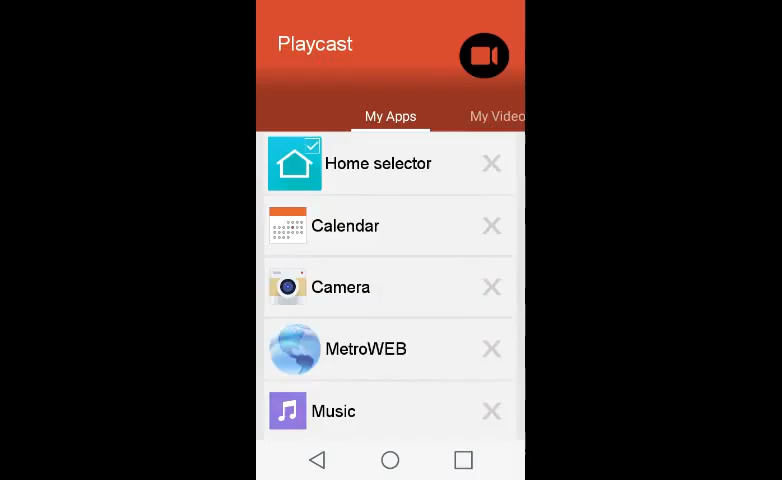 Playcast
My Apps
My Video
Home selector
Calendar
Camera
MetroWEB
Music